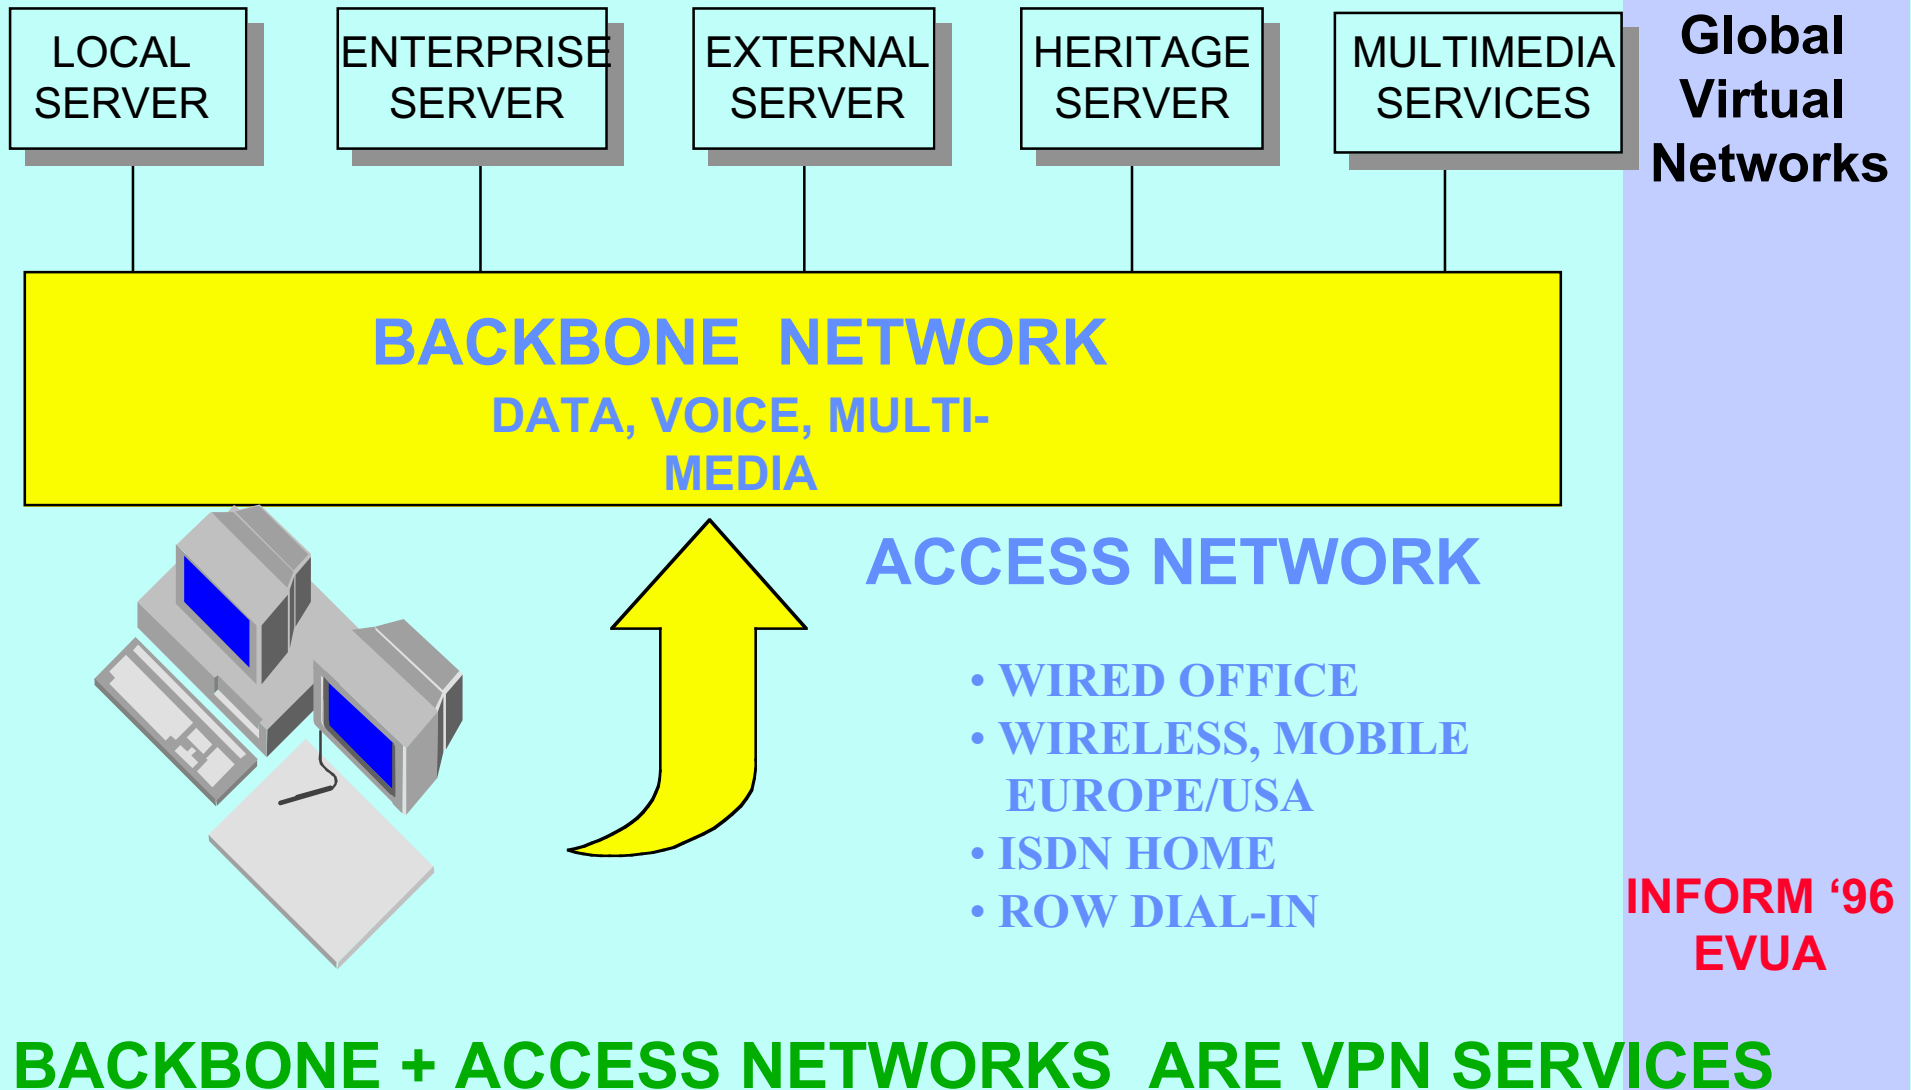 LOCAL
SERVER
ENTERPRISE
SERVER
EXTERNAL
SERVER
HERITAGE
SERVER
MULTIMEDIA
SERVICES
Global
Virtual
Networks
BACKBONE  NETWORK
DATA, VOICE, MULTI-
MEDIA
ACCESS NETWORK
• WIRED OFFICE
• WIRELESS, MOBILE
EUROPE/USA
• ISDN HOME
• ROW DIAL-IN
INFORM ‘96
EVUA
BACKBONE + ACCESS NETWORKS  ARE VPN SERVICES